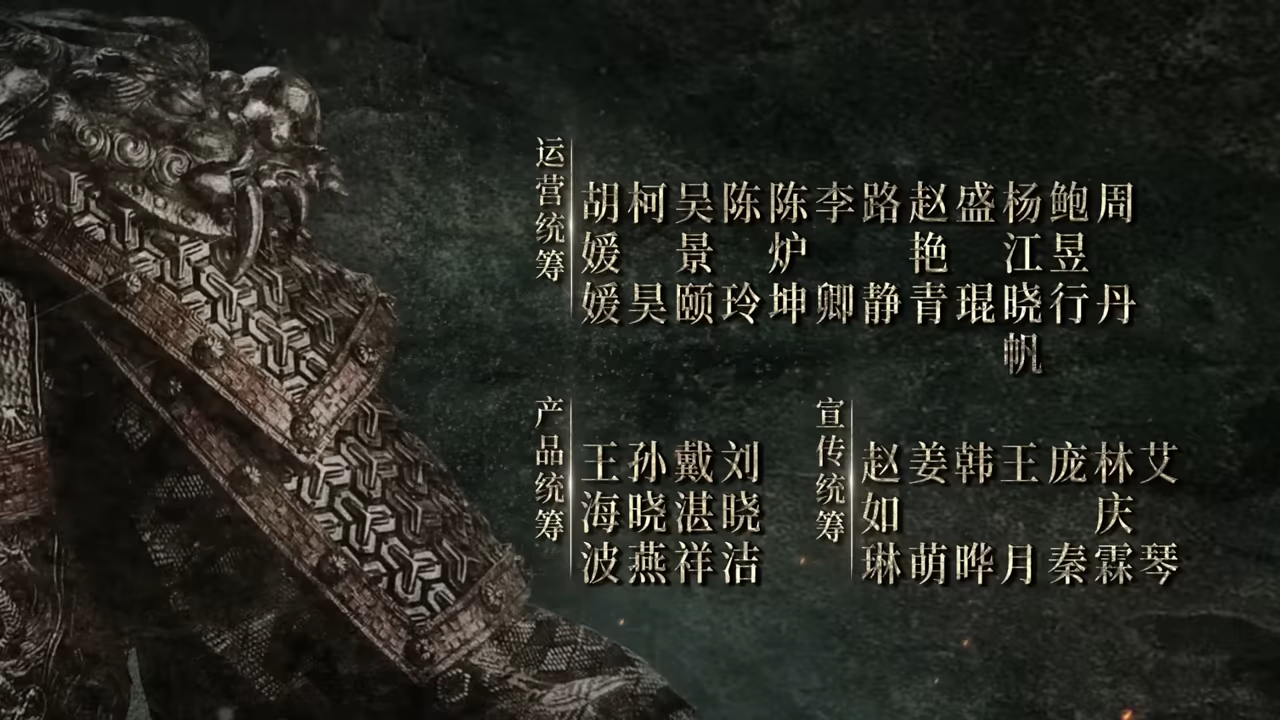 运营统筹
胡媛媛
柯昊
吴景颐
陈玲
陈炉坤
李卿
路静
赵艳青
盛琨
杨江晓帆
鲍昱行
周丹
产品统筹
王海波
孙晓燕
戴湛祥
刘晓洁
宣传统筹
赵如琳
姜萌
韩晔
王月
庞秦
林庆霖
艾琴